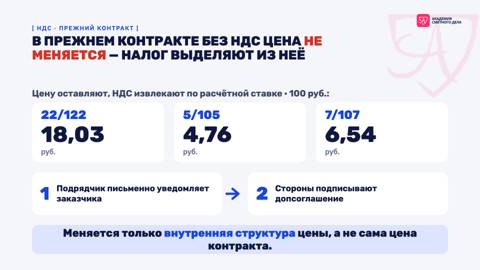 [ НДС · ПРЕЖНИЙ КОНТРАКТ ]
АКАДЕМИЯ
СМЕТНОГО ДЕЛА
В ПРЕЖНЕМ КОНТРАКТЕ БЕЗ НДС ЦЕНА НЕ
МЕНЯЕТСЯ — НАЛОГ ВЫДЕЛЯЮТ ИЗ НЕЁ
Цену оставляют, НДС извлекают по расчётной ставке · 100 руб.:
22/122
18,03
руб.
5/105
4,76
руб.
7/107
6,54
руб.
1 Подрядчик письменно уведомляет
заказчика
→
2 Стороны подписывают
допсоглашение
Меняется только внутренняя структура цены, а не сама цена
контракта.